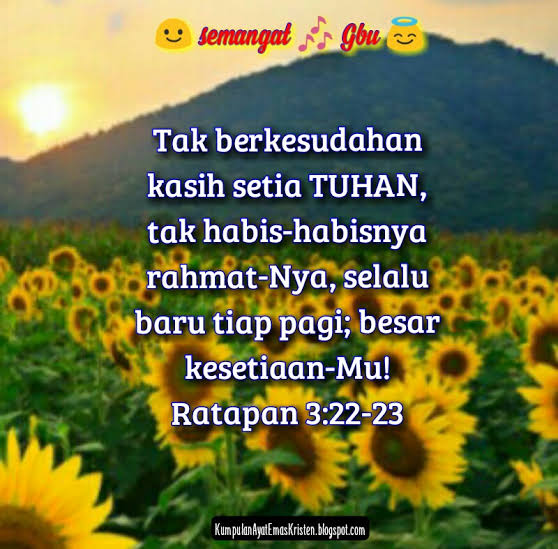 🙂 semangat 🎶 Gbu 😇
Tak berkesudahan
kasih setia TUHAN,
tak habis-habisnya
rahmat-Nya, selalu
baru tiap pagi; besar
kesetiaan-Mu!
Ratapan 3:22-23
KumpulanAyatEmasKristen.blogspot.com